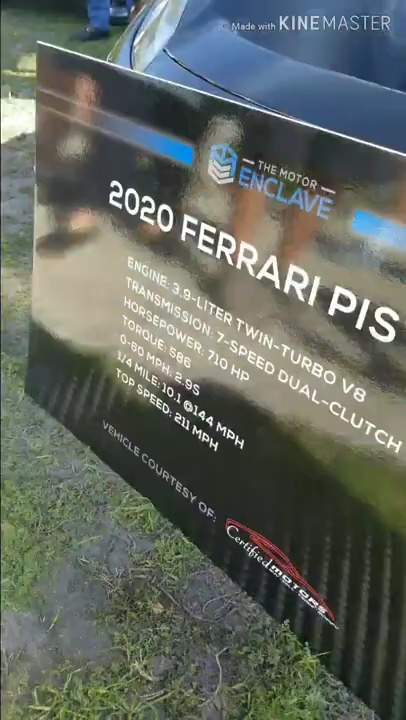 Made with KINEMASTER
THE MOTOR
ENCLAVE
2020 FERRARI PIS
ENGINE: 3.9-LITER TWIN-TURBO V8
TRANSMISSION: 7-SPEED DUAL-CLUTCH
HORSEPOWER: 710 HP
TORQUE: 586
0-60 MPH: 2.9S
1/4 MILE: 10.1 @144 MPH
TOP SPEED: 211 MPH
VEHICLE COURTESY OF:
Certified MOTORS